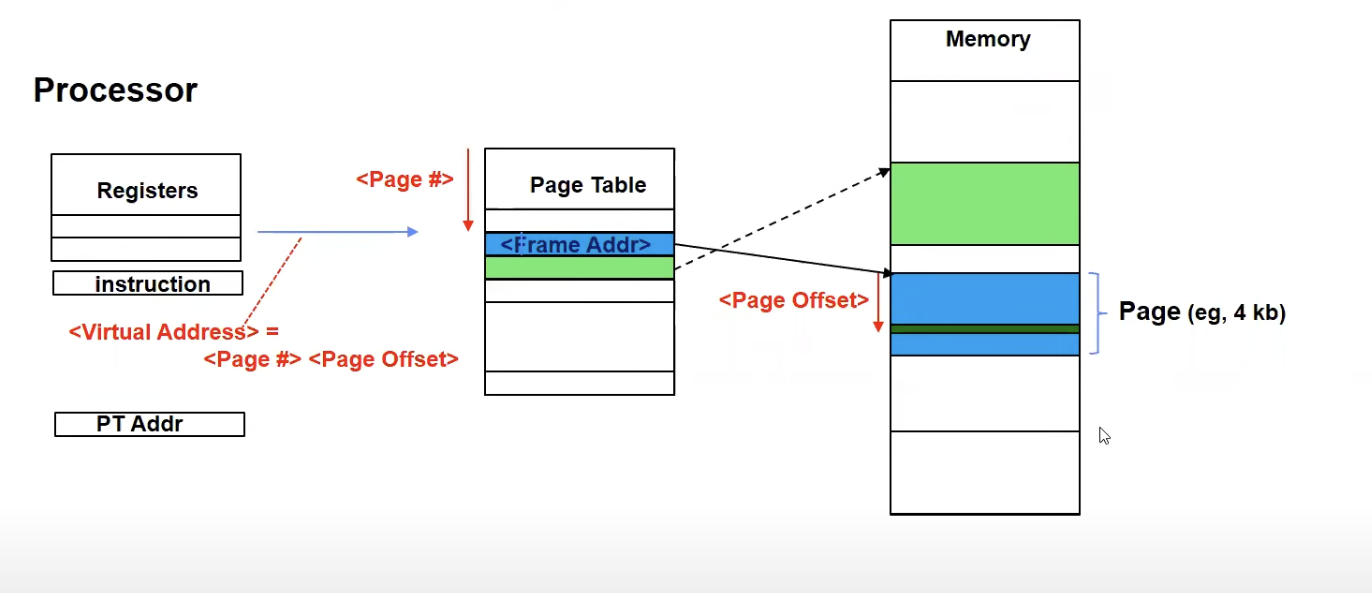 Memory
Processor
Registers
<Page #>
Page Table
<Frame Addr>
instruction
<Page Offset>
Page (eg, 4 kb)
<Virtual Address> =
<Page #> <Page Offset>
PT Addr